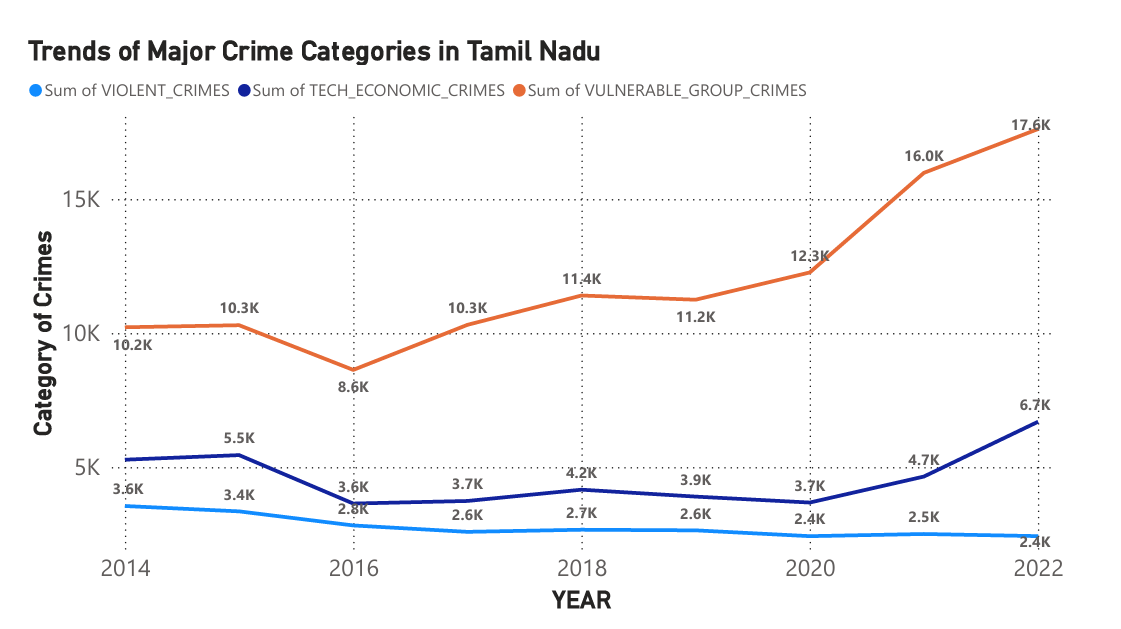 Trends of Major Crime Categories in Tamil Nadu
Sum of VIOLENT_CRIMES Sum of TECH_ECONOMIC_CRIMES Sum of VULNERABLE_GROUP_CRIMES
17.6K
16.0K
15K
12.3K
11.4K
10.3K 10.3K
11.2K
10K
10.2K
8.6K
6.7K
5.5K
5K
4.7K
4.2K
3.9K
3.6K 3.6K 3.7K 3.7K
3.4K
2.8K 2.6K 2.7K 2.6K 2.4K 2.5K
2.4K
2014 2016 2018 2020 2022
YEAR
Category of Crimes